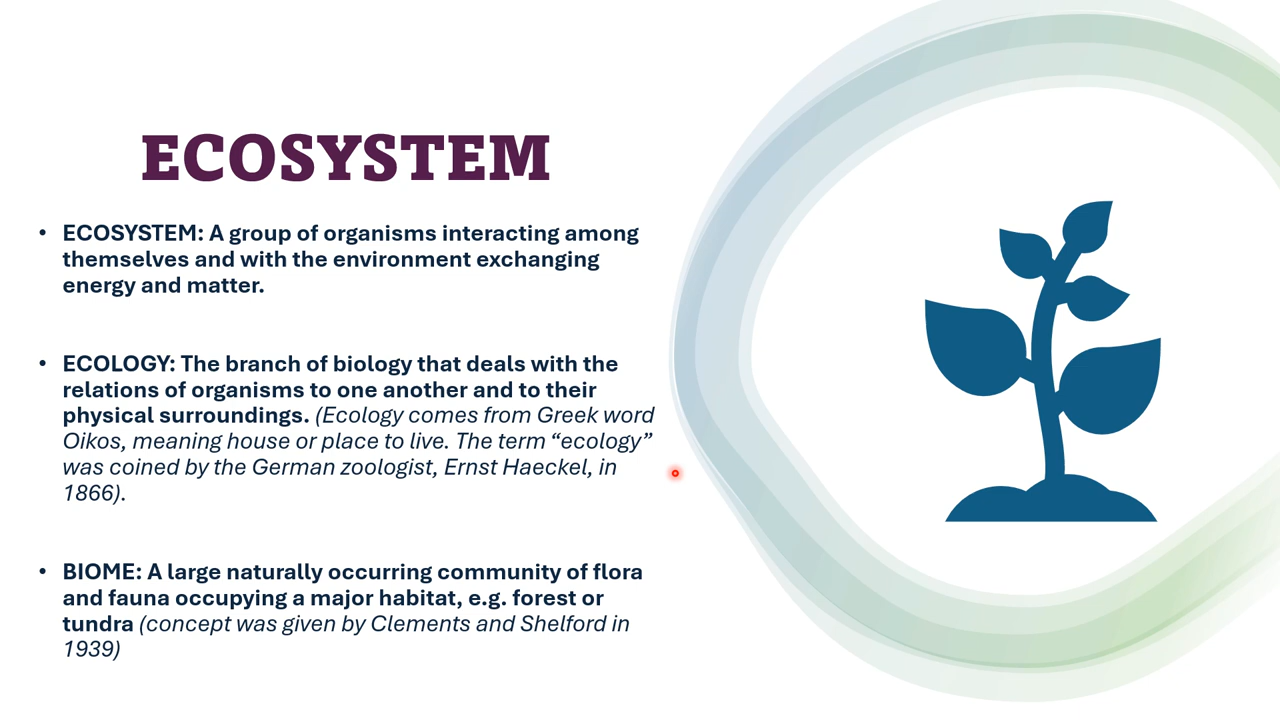 ECOSYSTEM
• ECOSYSTEM: A group of organisms interacting among
themselves and with the environment exchanging
energy and matter.
• ECOLOGY: The branch of biology that deals with the
relations of organisms to one another and to their
physical surroundings. (Ecology comes from Greek word
Oikos, meaning house or place to live. The term “ecology”
was coined by the German zoologist, Ernst Haeckel, in
1866).
• BIOME: A large naturally occurring community of flora
and fauna occupying a major habitat, e.g. forest or
tundra (concept was given by Clements and Shelford in
1939)